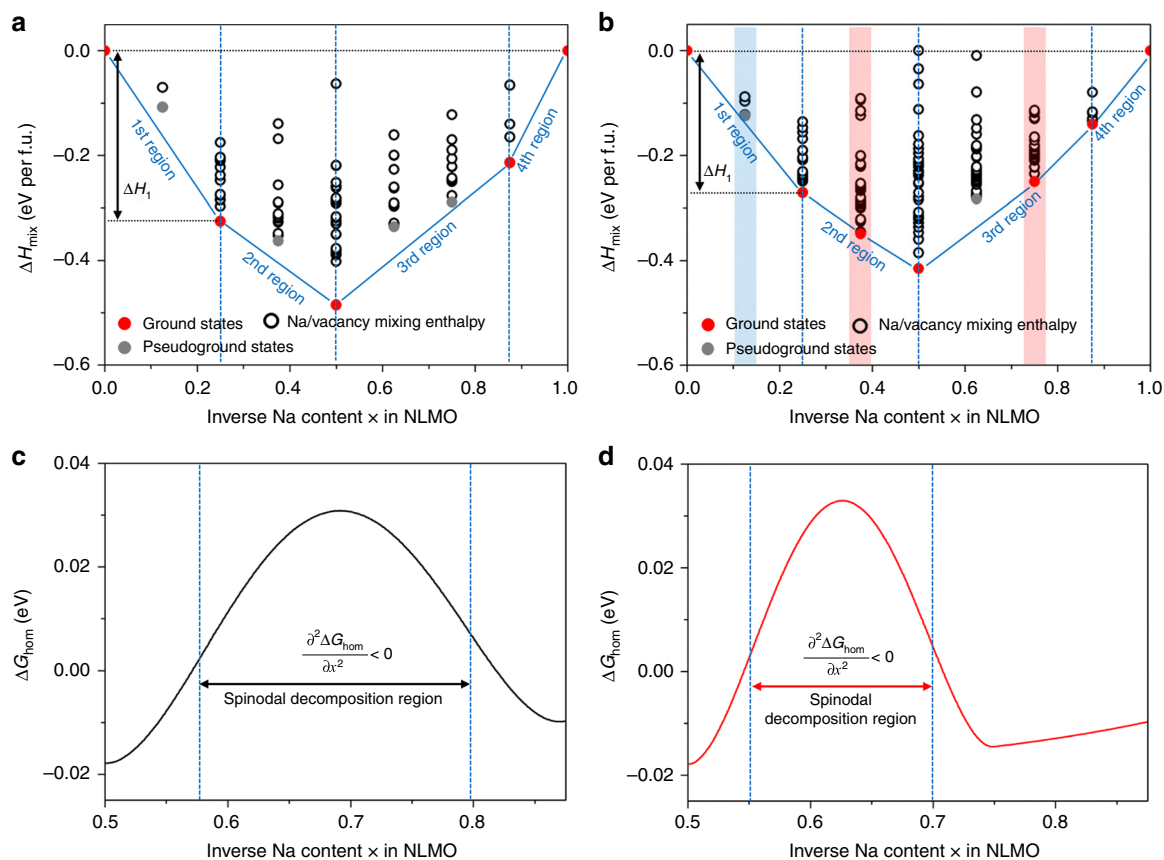 a
0.0
−0.2
−0.4
−0.6
ΔHmix (eV per f.u.)
ΔH1
1st region
2nd region
3rd region
4th region
Ground states
Na/vacancy mixing enthalpy
Pseudoground states
0.0 0.2 0.4 0.6 0.8 1.0
Inverse Na content × in NLMO
b
0.0
−0.2
−0.4
−0.6
ΔHmix (eV per f.u.)
ΔH1
1st region
2nd region
3rd region
4th region
Ground states
Na/vacancy mixing enthalpy
Pseudoground states
0.0 0.2 0.4 0.6 0.8 1.0
Inverse Na content × in NLMO
c
0.04
0.02
0.00
−0.02
ΔGhom (eV)
∂²ΔGhom
∂x²
< 0
Spinodal decomposition region
0.5 0.6 0.7 0.8
Inverse Na content × in NLMO
d
0.04
0.02
0.00
−0.02
ΔGhom (eV)
∂²ΔGhom
∂x²
< 0
Spinodal
decomposition region
0.5 0.6 0.7 0.8
Inverse Na content × in NLMO